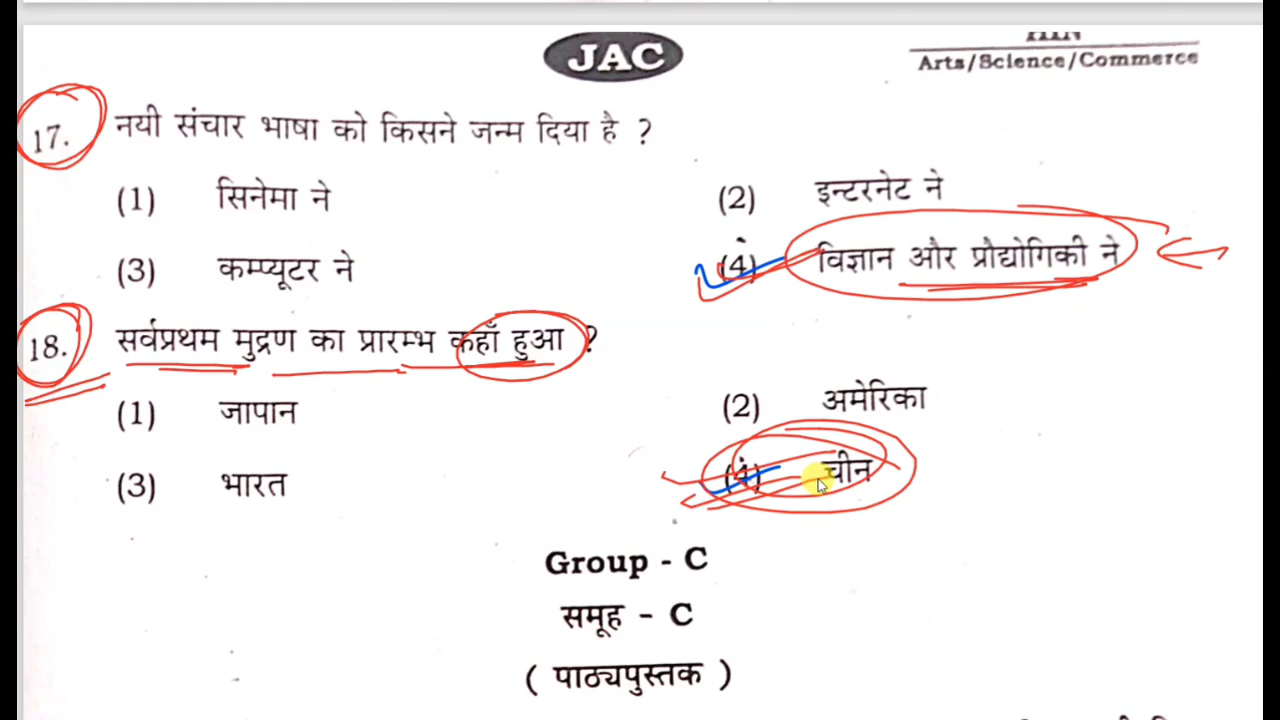 JAC
Arts/Science/Commerce
17. नयी संचार भाषा को किसने जन्म दिया है ?
(1) सिनेमा ने (2) इन्टरनेट ने
(3) कम्प्यूटर ने (4) विज्ञान और प्रौद्योगिकी ने
18. सर्वप्रथम मुद्रण का प्रारम्भ कहाँ हुआ ?
(1) जापान (2) अमेरिका
(3) भारत (4) चीन
Group - C
समूह - C
( पाठ्यपुस्तक )